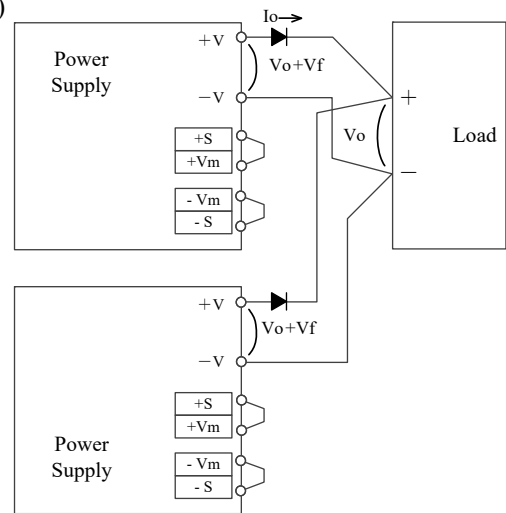 )
Io
Power
Supply
+V
Vo+Vf
−V
+
Vo
Load
−
+S
+Vm
- Vm
- S
+V
Vo+Vf
−V
+S
+Vm
Power
Supply
- Vm
- S